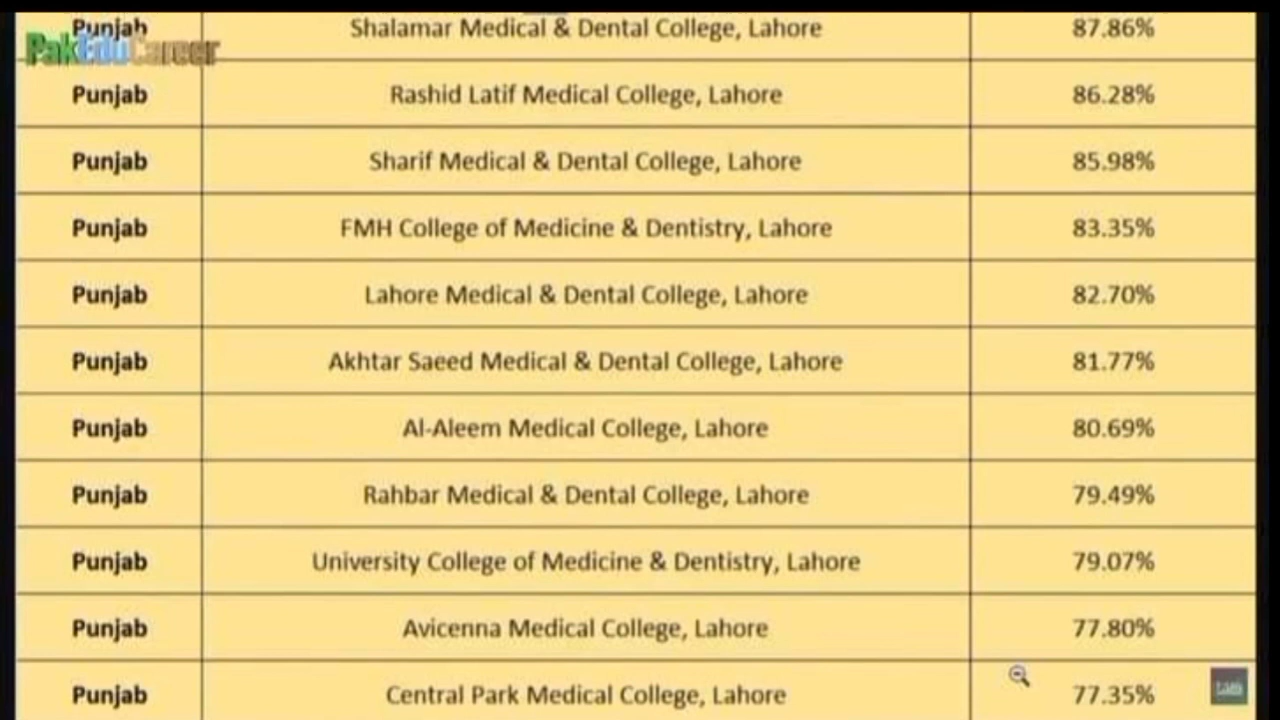 Punjab Shalamar Medical & Dental College, Lahore 87.86%
PakEduCareer
Punjab Rashid Latif Medical College, Lahore 86.28%
Punjab Sharif Medical & Dental College, Lahore 85.98%
Punjab FMH College of Medicine & Dentistry, Lahore 83.35%
Punjab Lahore Medical & Dental College, Lahore 82.70%
Punjab Akhtar Saeed Medical & Dental College, Lahore 81.77%
Punjab Al-Aleem Medical College, Lahore 80.69%
Punjab Rahbar Medical & Dental College, Lahore 79.49%
Punjab University College of Medicine & Dentistry, Lahore 79.07%
Punjab Avicenna Medical College, Lahore 77.80%
Punjab Central Park Medical College, Lahore 77.35%